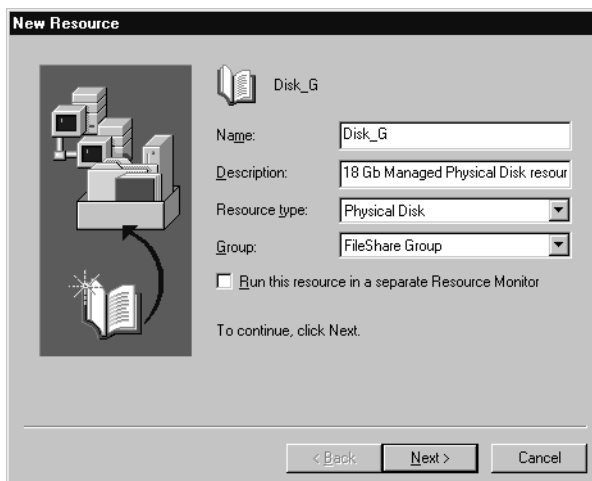 New Resource
Disk_G
Name: Disk_G
Description: 18 Gb Managed Physical Disk resour
Resource type: Physical Disk
Group: FileShare Group
Run this resource in a separate Resource Monitor
To continue, click Next.
< Back Next > Cancel